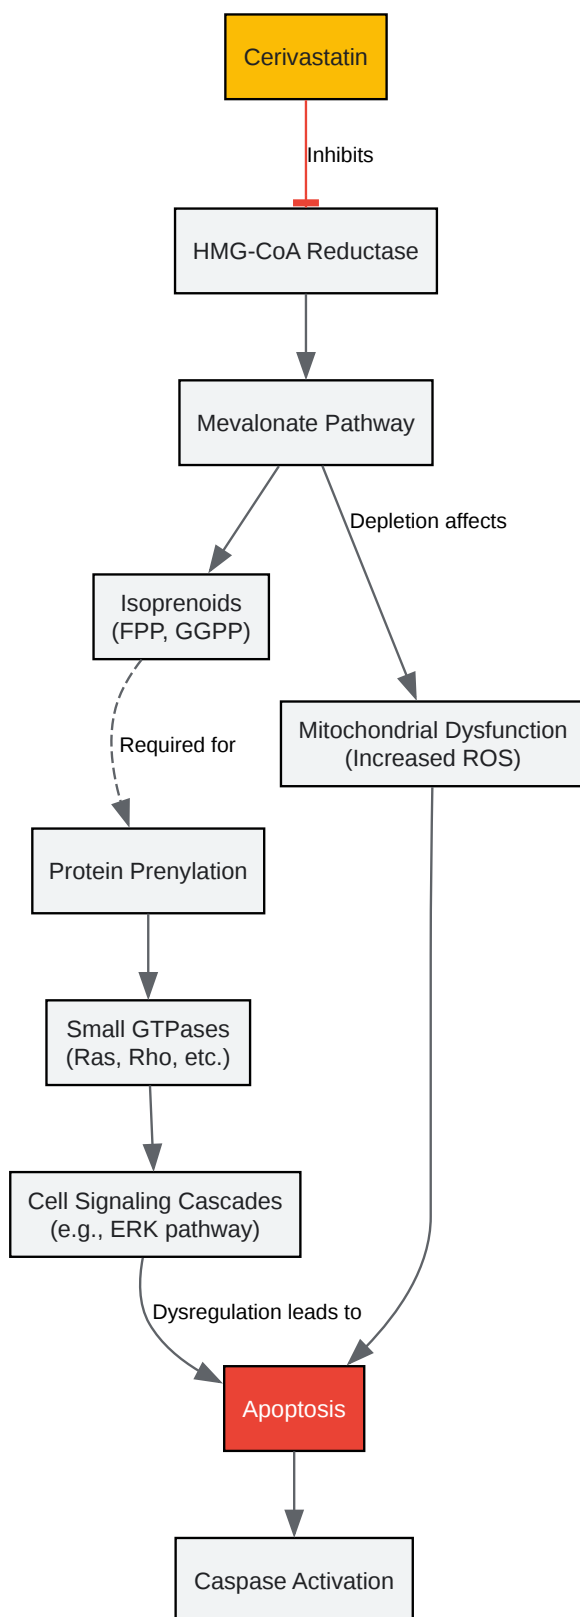 Cerivastatin
Inhibits
HMG-CoA Reductase
Mevalonate Pathway
Depletion affects
Isoprenoids
(FPP, GGPP)
Mitochondrial Dysfunction
(Increased ROS)
Required for
Protein Prenylation
Small GTPases
(Ras, Rho, etc.)
Cell Signaling Cascades
(e.g., ERK pathway)
Dysregulation leads to
Apoptosis
Caspase Activation